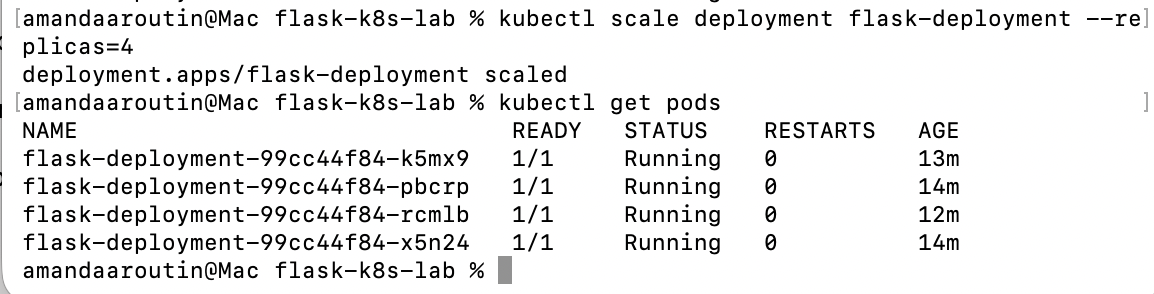 [amandaaroutin@Mac flask-k8s-lab % kubectl scale deployment flask-deployment --re]
plicas=4
deployment.apps/flask-deployment scaled
[amandaaroutin@Mac flask-k8s-lab % kubectl get pods ]
NAME READY STATUS RESTARTS AGE
flask-deployment-99cc44f84-k5mx9 1/1 Running 0 13m
flask-deployment-99cc44f84-pbcrp 1/1 Running 0 14m
flask-deployment-99cc44f84-rcmlb 1/1 Running 0 12m
flask-deployment-99cc44f84-x5n24 1/1 Running 0 14m
amandaaroutin@Mac flask-k8s-lab %